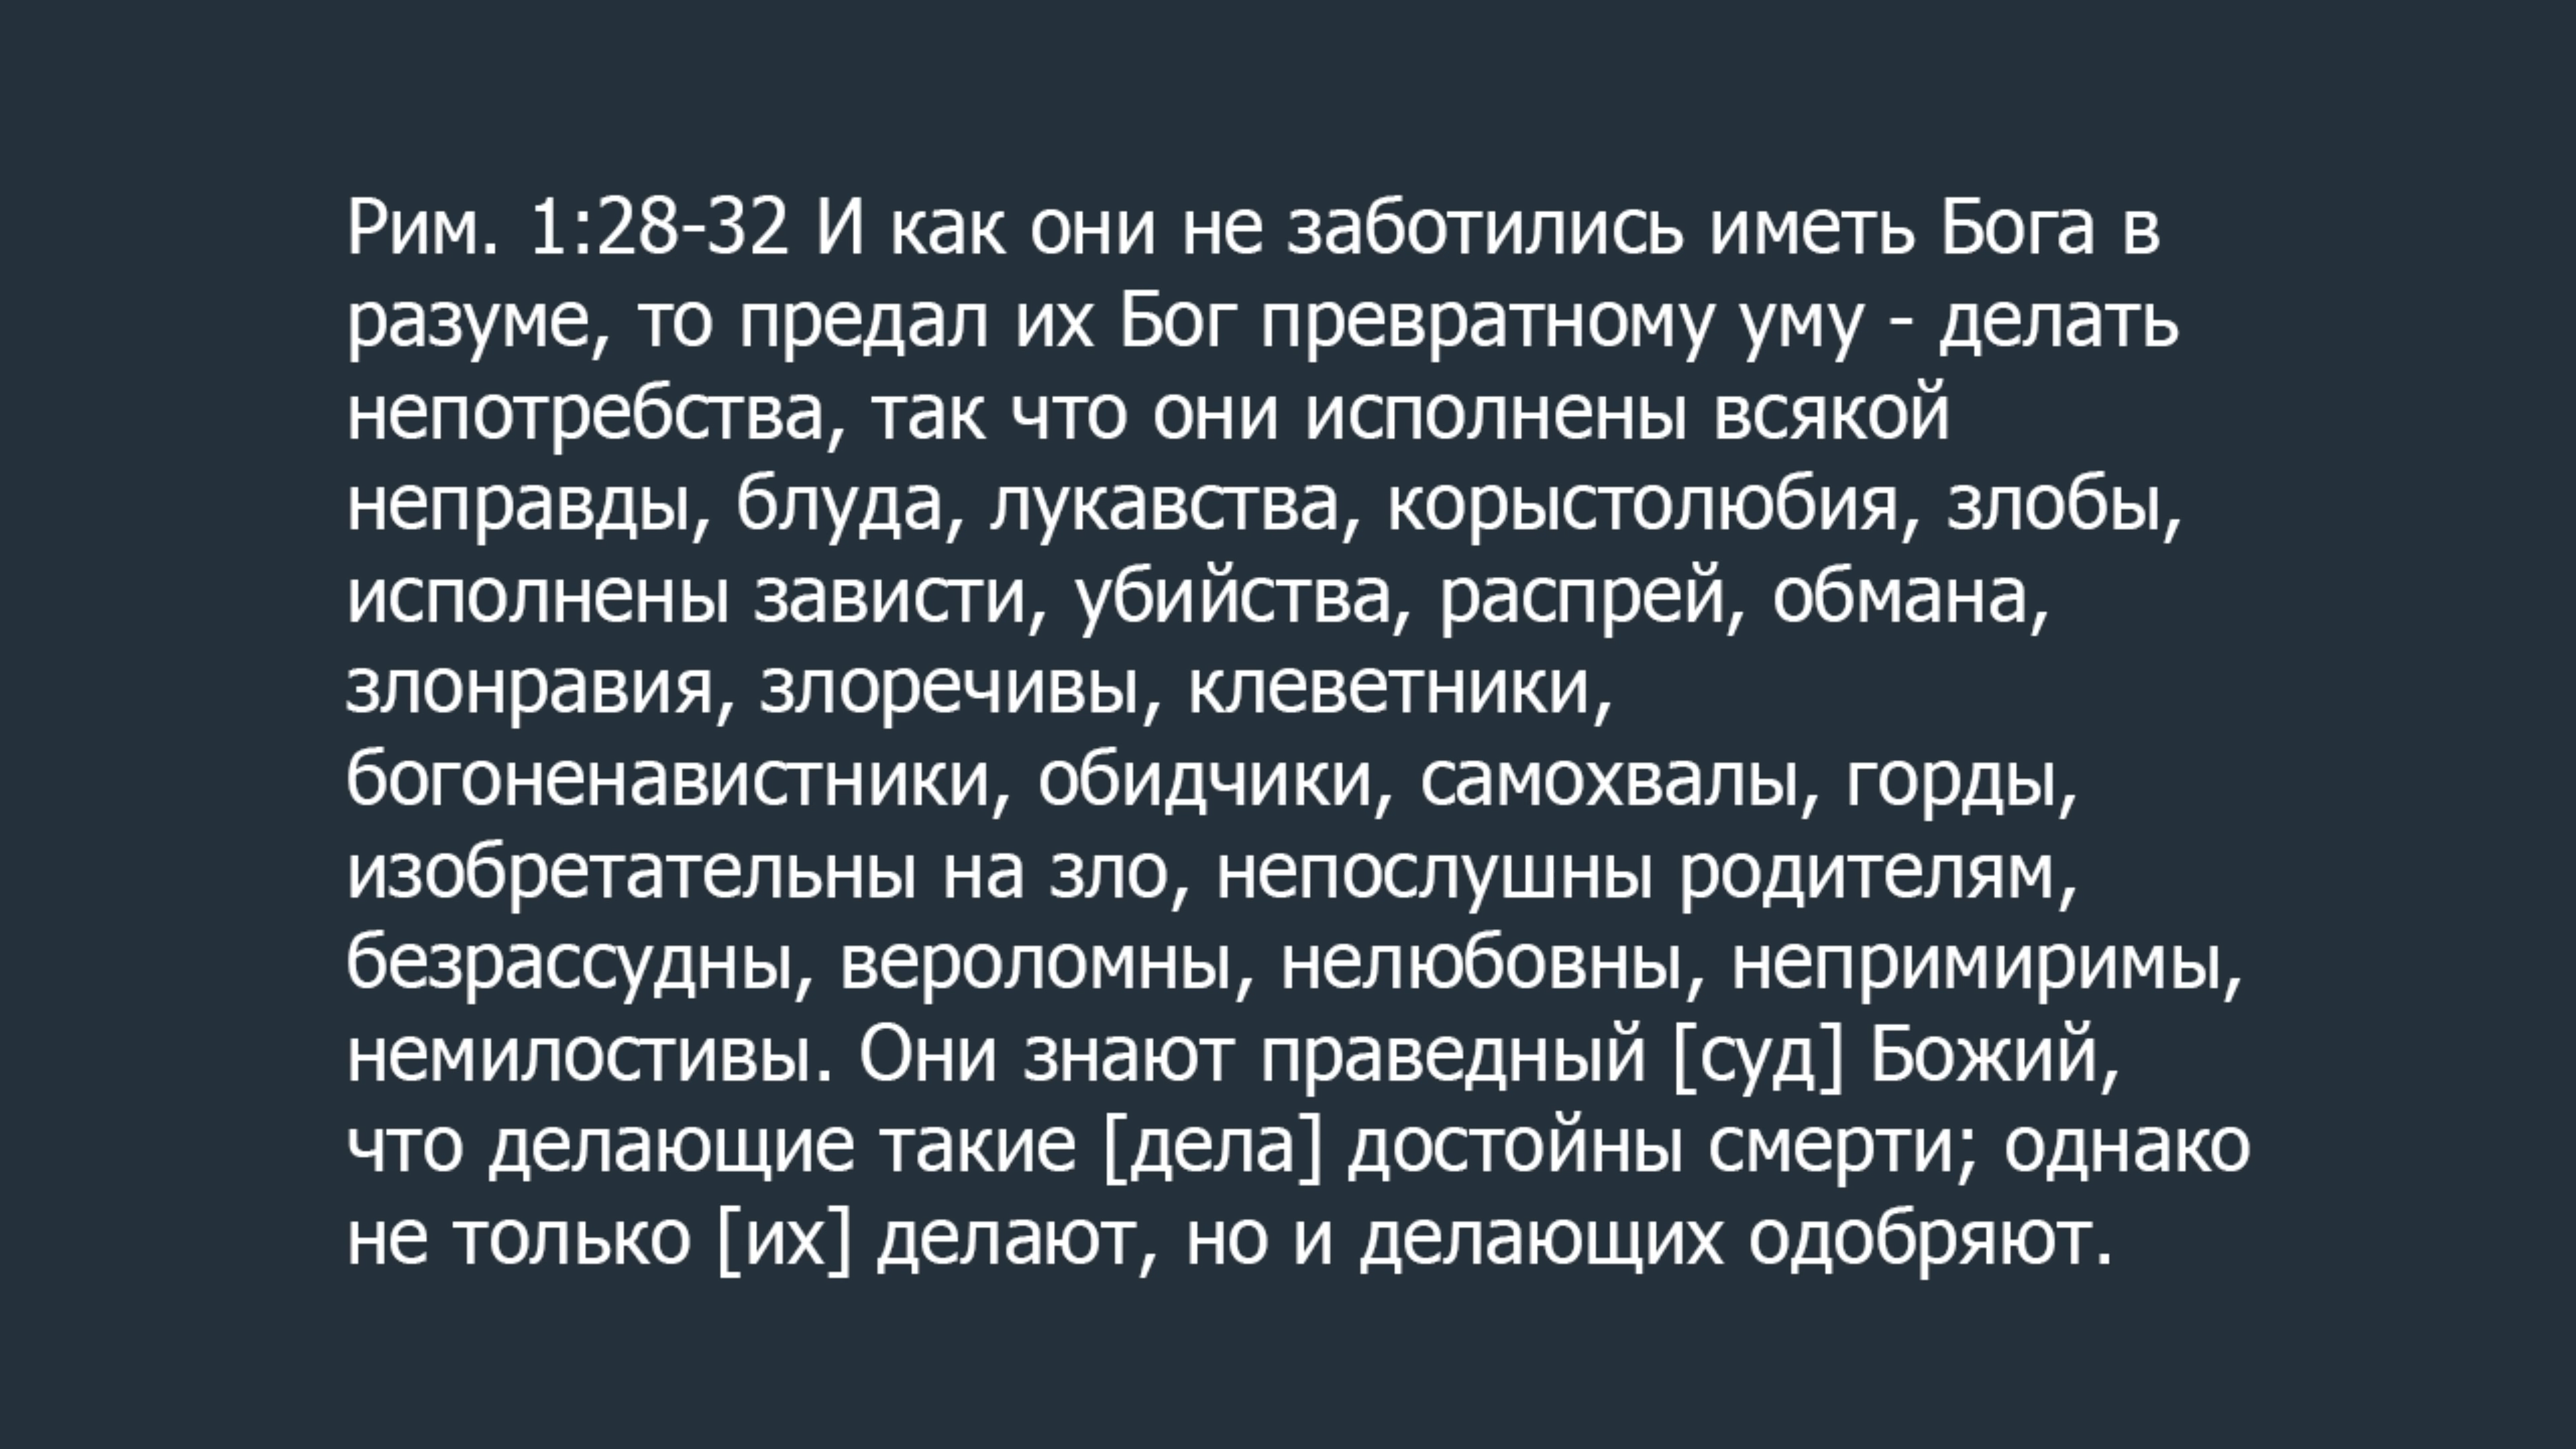 Рим. 1:28-32 И как они не заботились иметь Бога в
разуме, то предал их Бог превратному уму - делать
непотребства, так что они исполнены всякой
неправды, блуда, лукавства, корыстолюбия, злобы,
исполнены зависти, убийства, распрей, обмана,
злонравия, злоречивы, клеветники,
богоненавистники, обидчики, самохвалы, горды,
изобретательны на зло, непослушны родителям,
безрассудны, вероломны, нелюбовны, непримиримы,
немилостивы. Они знают праведный [суд] Божий,
что делающие такие [дела] достойны смерти; однако
не только [их] делают, но и делающих одобряют.